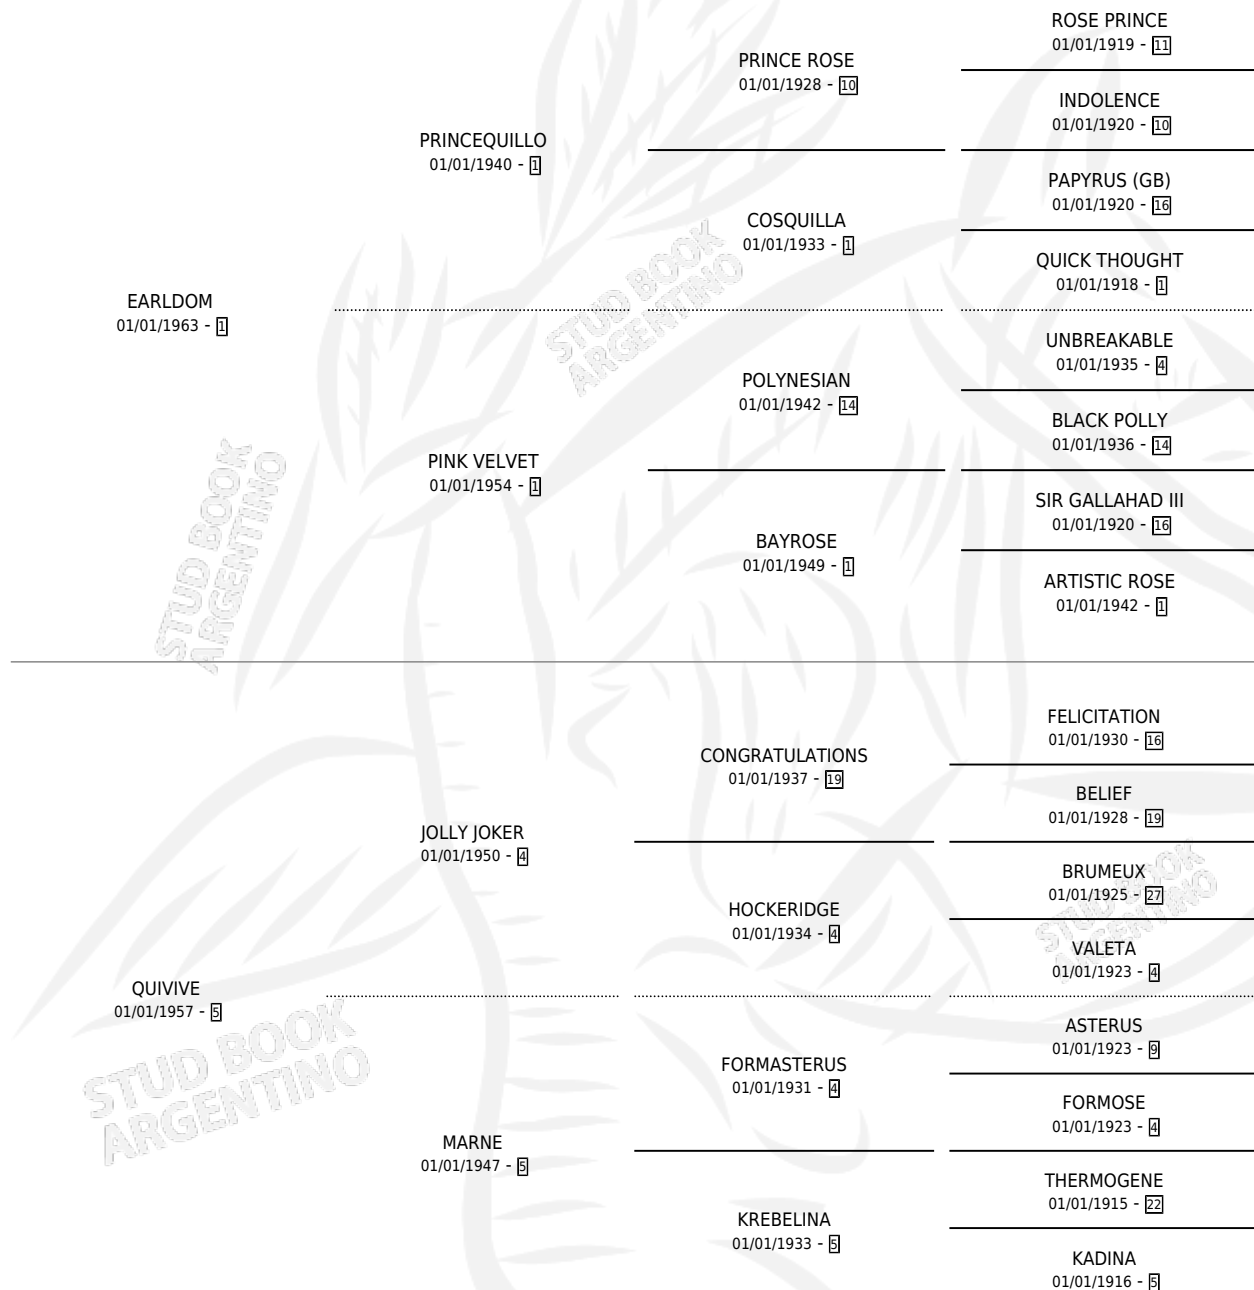 EARLDOM
01/01/1963 - 1
PRINCEQUILLO
01/01/1940 - 1
PINK VELVET
01/01/1954 - 1
PRINCE ROSE
01/01/1928 - 10
COSQUILLA
01/01/1933 - 1
POLYNESIAN
01/01/1942 - 14
BAYROSE
01/01/1949 - 1
ROSE PRINCE
01/01/1919 - 11
INDOLENCE
01/01/1920 - 10
PAPYRUS (GB)
01/01/1920 - 16
QUICK THOUGHT
01/01/1918 - 1
UNBREAKABLE
01/01/1935 - 4
BLACK POLLY
01/01/1936 - 14
SIR GALLAHAD III
01/01/1920 - 16
ARTISTIC ROSE
01/01/1942 - 1
QUIVIVE
01/01/1957 - 5
JOLLY JOKER
01/01/1950 - 4
MARNE
01/01/1947 - 5
CONGRATULATIONS
01/01/1937 - 19
HOCKERIDGE
01/01/1934 - 4
FORMASTERUS
01/01/1931 - 4
KREBELINA
01/01/1933 - 5
FELICITATION
01/01/1930 - 16
BELIEF
01/01/1928 - 19
BRUMEUX
01/01/1925 - 27
VALETA
01/01/1923 - 4
ASTERUS
01/01/1923 - 9
FORMOSE
01/01/1923 - 4
THERMOGENE
01/01/1915 - 22
KADINA
01/01/1916 - 5
STUD BOOK
ARGENTINO
STUD BOOK
ARGENTINO
STUD BOOK
ARGENTINO
STUD BOOK
ARGENTINO